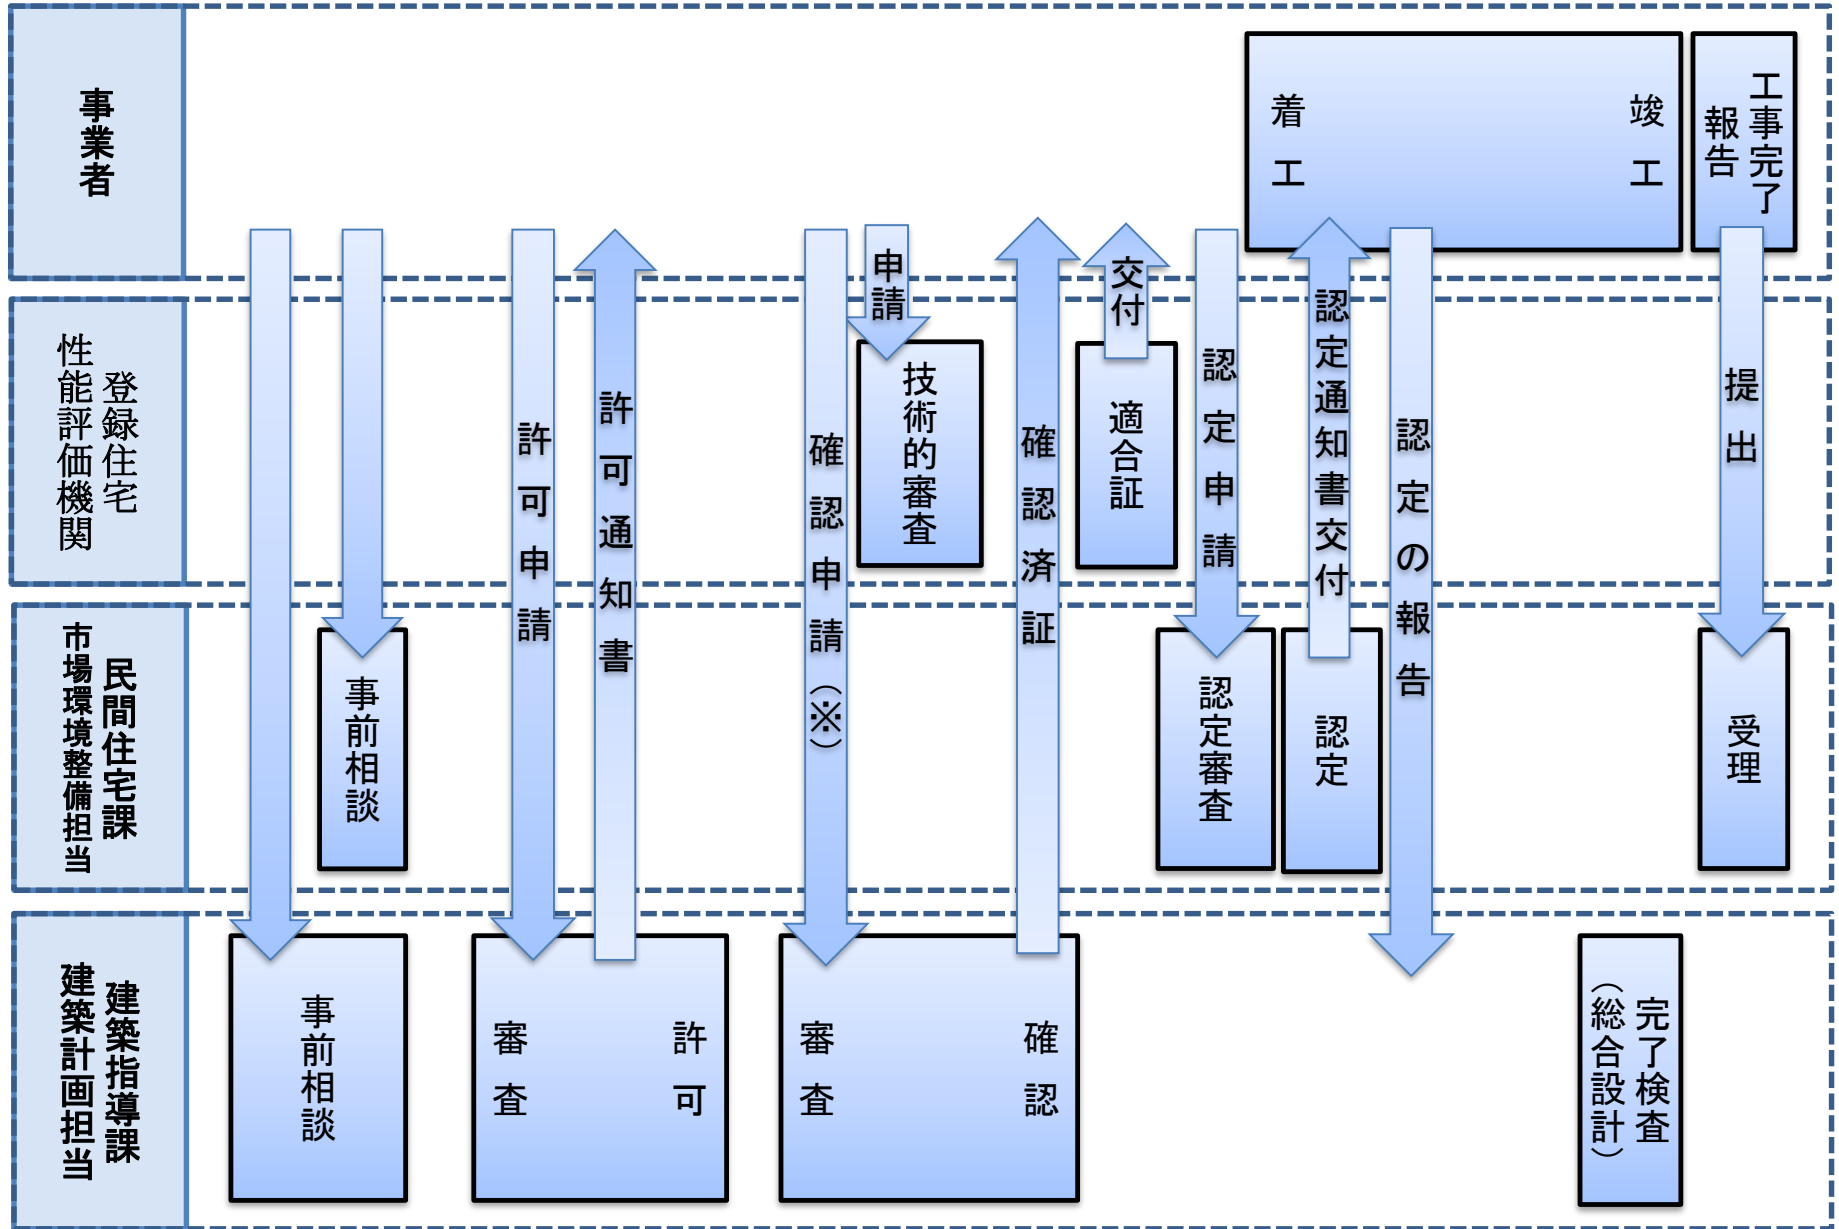 事業者
着工
竣工
工事完了
報告
登録住宅
性能評価機関
申請
技術的審査
適合証
交付
民間住宅課
市場環境整備担当
事前相談
許可申請
許可通知書
確認申請(※)
確認済証
認定申請
認定審査
認定通知書交付
認定
認定の報告
提出
受理
建築指導課
建築計画担当
事前相談
審査
許可
審査
確認
完了検査
(総合設計)